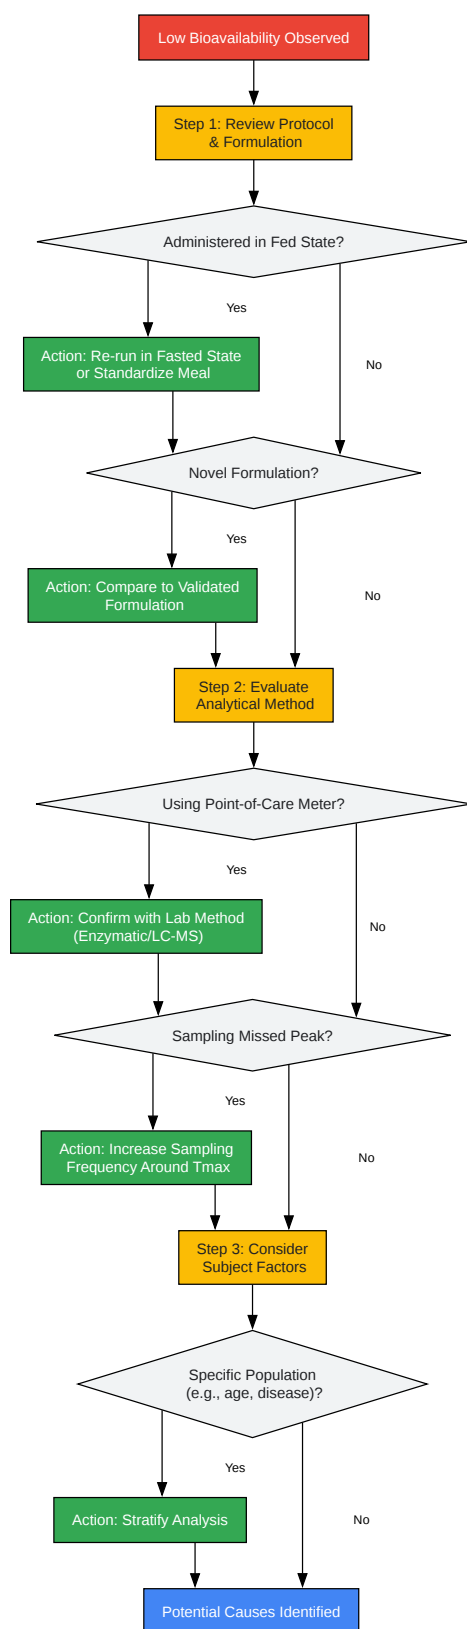 Low Bioavailability Observed
Step 1: Review Protocol
& Formulation
Administered in Fed State?
Yes
Action: Re-run in Fasted State
or Standardize Meal
No
Novel Formulation?
Yes
Action: Compare to Validated
Formulation
No
Step 2: Evaluate
Analytical Method
Using Point-of-Care Meter?
Yes
Action: Confirm with Lab Method
(Enzymatic/LC-MS)
No
Sampling Missed Peak?
Yes
Action: Increase Sampling
Frequency Around Tmax
No
Step 3: Consider
Subject Factors
Specific Population
(e.g., age, disease)?
Yes
Action: Stratify Analysis
No
Potential Causes Identified